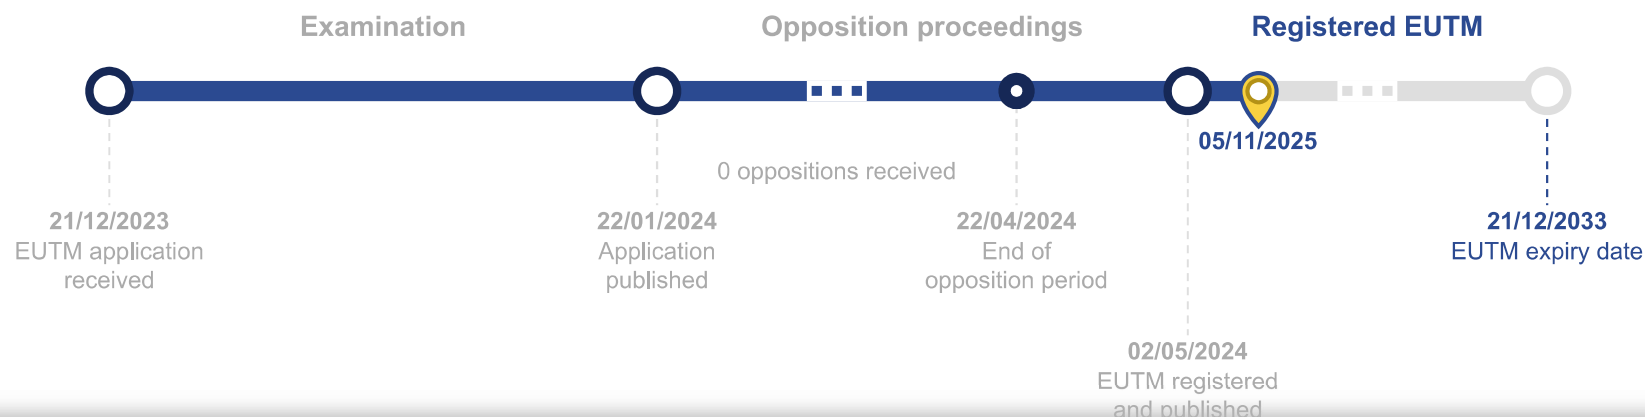 Examination
Opposition proceedings
Registered EUTM
05/11/2025
0 oppositions received
21/12/2023
EUTM application
received
22/01/2024
Application
published
22/04/2024
End of
opposition period
21/12/2033
EUTM expiry date
02/05/2024
EUTM registered
and published